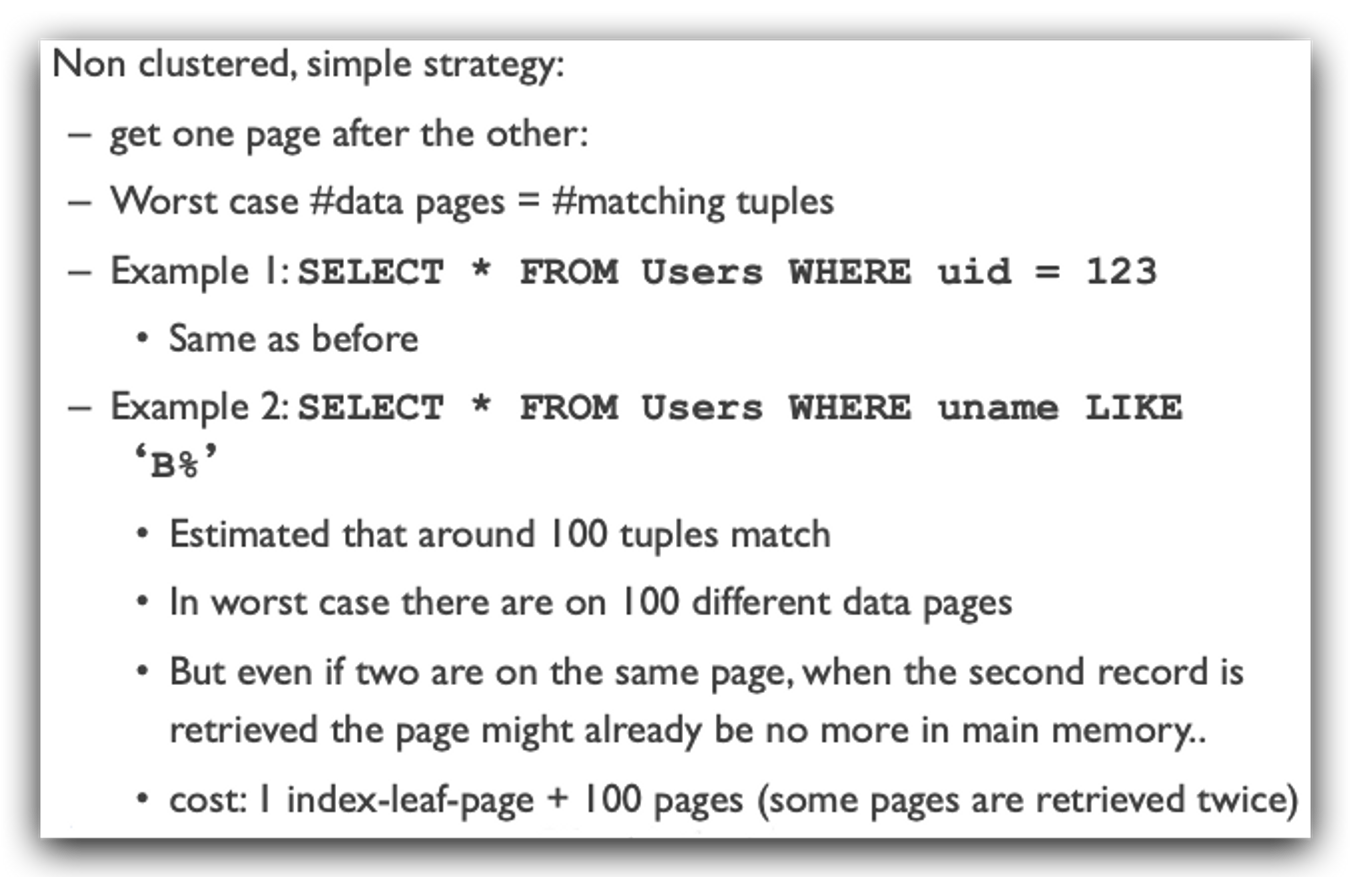 Non clustered, simple strategy:
– get one page after the other:
– Worst case #data pages = #matching tuples
– Example 1: SELECT * FROM Users WHERE uid = 123
• Same as before
– Example 2: SELECT * FROM Users WHERE uname LIKE
‘B%’
• Estimated that around 100 tuples match
• In worst case there are on 100 different data pages
• But even if two are on the same page, when the second record is
retrieved the page might already be no more in main memory..
• cost: 1 index-leaf-page + 100 pages (some pages are retrieved twice)